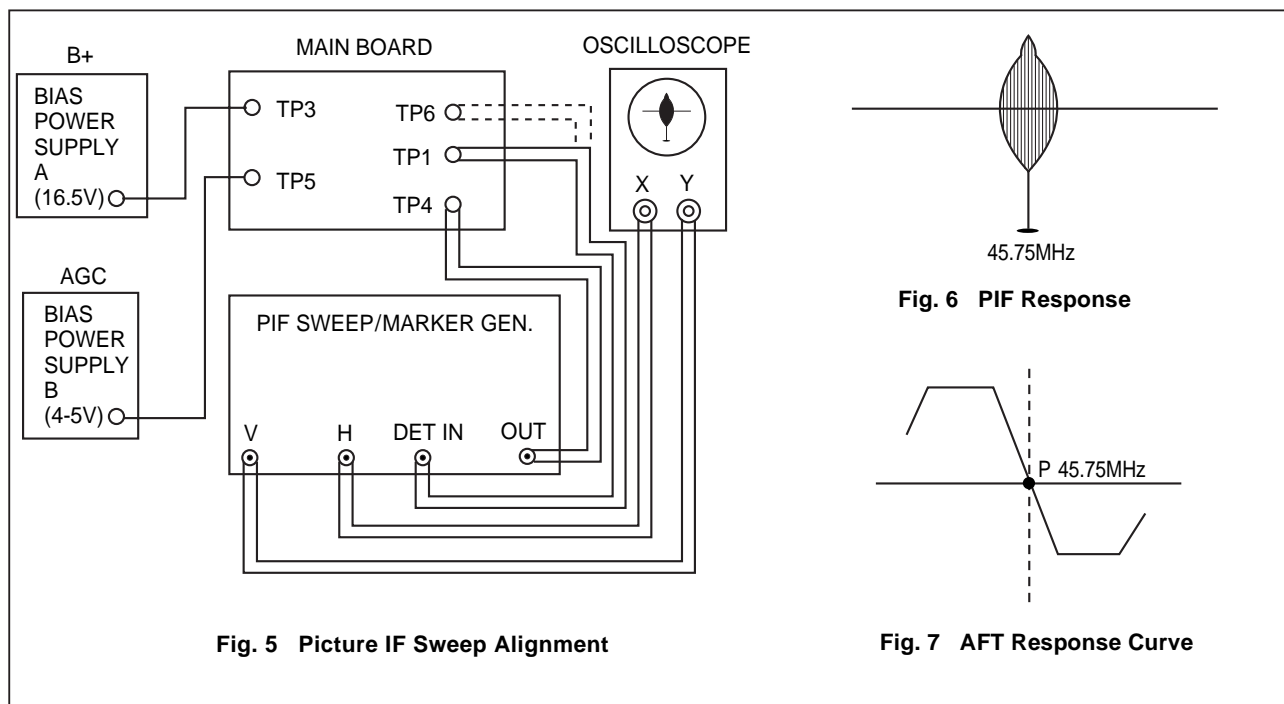 B+
BIAS
POWER
SUPPLY
A
(16.5V)
AGC
BIAS
POWER
SUPPLY
B
(4-5V)
MAIN BOARD
TP3
TP5
TP6
TP1
TP4
OSCILLOSCOPE
X Y
PIF SWEEP/MARKER GEN.
V H DET IN OUT
Fig. 5 Picture IF Sweep Alignment
45.75MHz
Fig. 6 PIF Response
P 45.75MHz
Fig. 7 AFT Response Curve